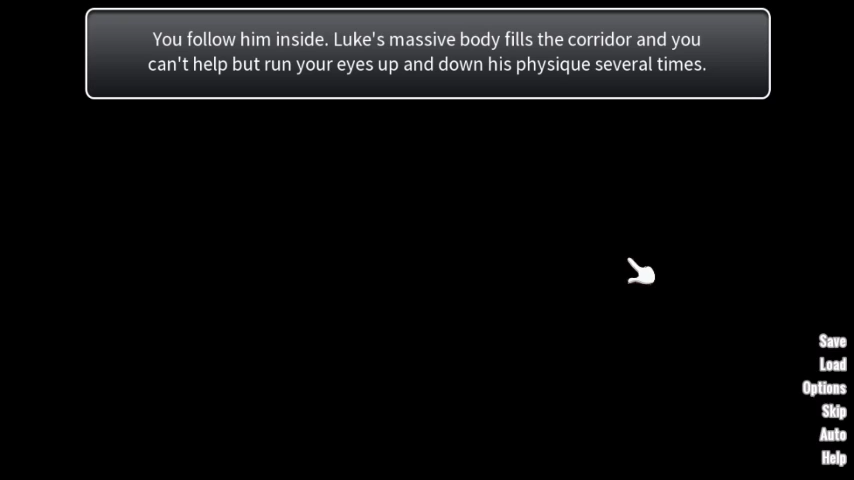 You follow him inside. Luke's massive body fills the corridor and you
can't help but run your eyes up and down his physique several times.
Save
Load
Options
Skip
Auto
Help